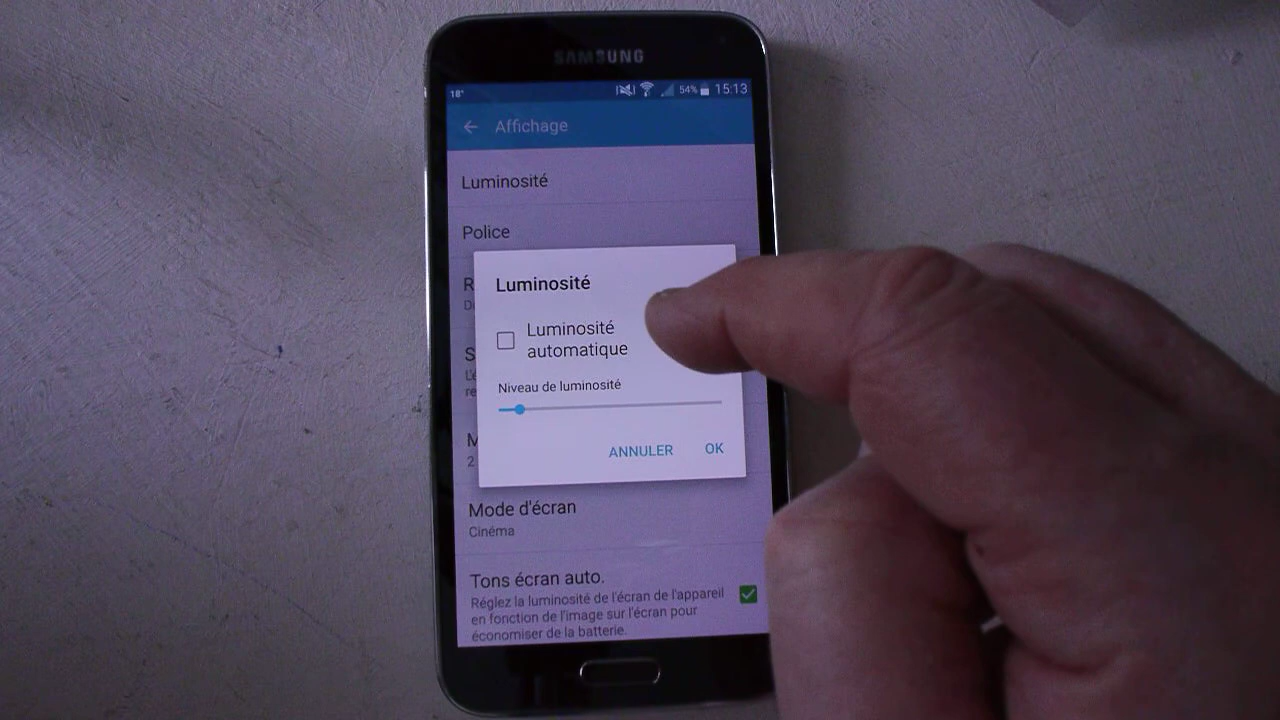 SAMSUNG
18°
54% 15:13
Affichage
Luminosité
Police
Luminosité
Luminosité
automatique
Niveau de luminosité
ANNULER OK
Mode d'écran
Cinéma
Tons écran auto.
Réglez la luminosité de l'écran de l'appareil
en fonction de l'image sur l'écran pour
économiser de la batterie.